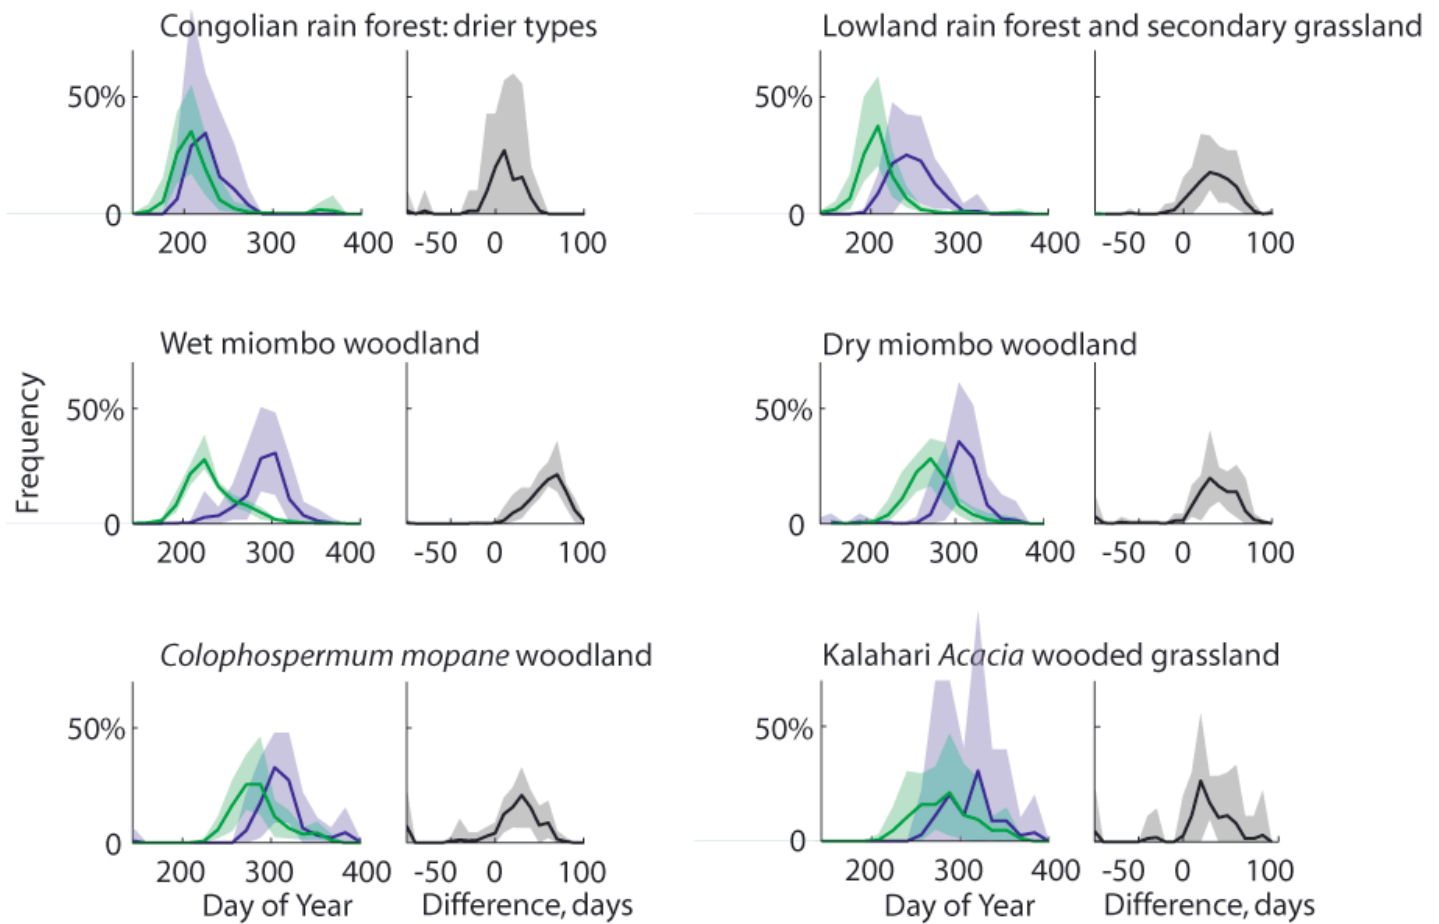 Congolian rain forest: drier types
Lowland rain forest and secondary grassland
50%
0
200 300 400
-50 0 100
50%
0
200 300 400
-50 0 100
Wet miombo woodland
Dry miombo woodland
Frequency
50%
0
200 300 400
-50 0 100
50%
0
200 300 400
-50 0 100
Colophospermum mopane woodland
Kalahari Acacia wooded grassland
50%
0
200 300 400
-50 0 100
50%
0
200 300 400
-50 0 100
Day of Year
Difference, days
Day of Year
Difference, days